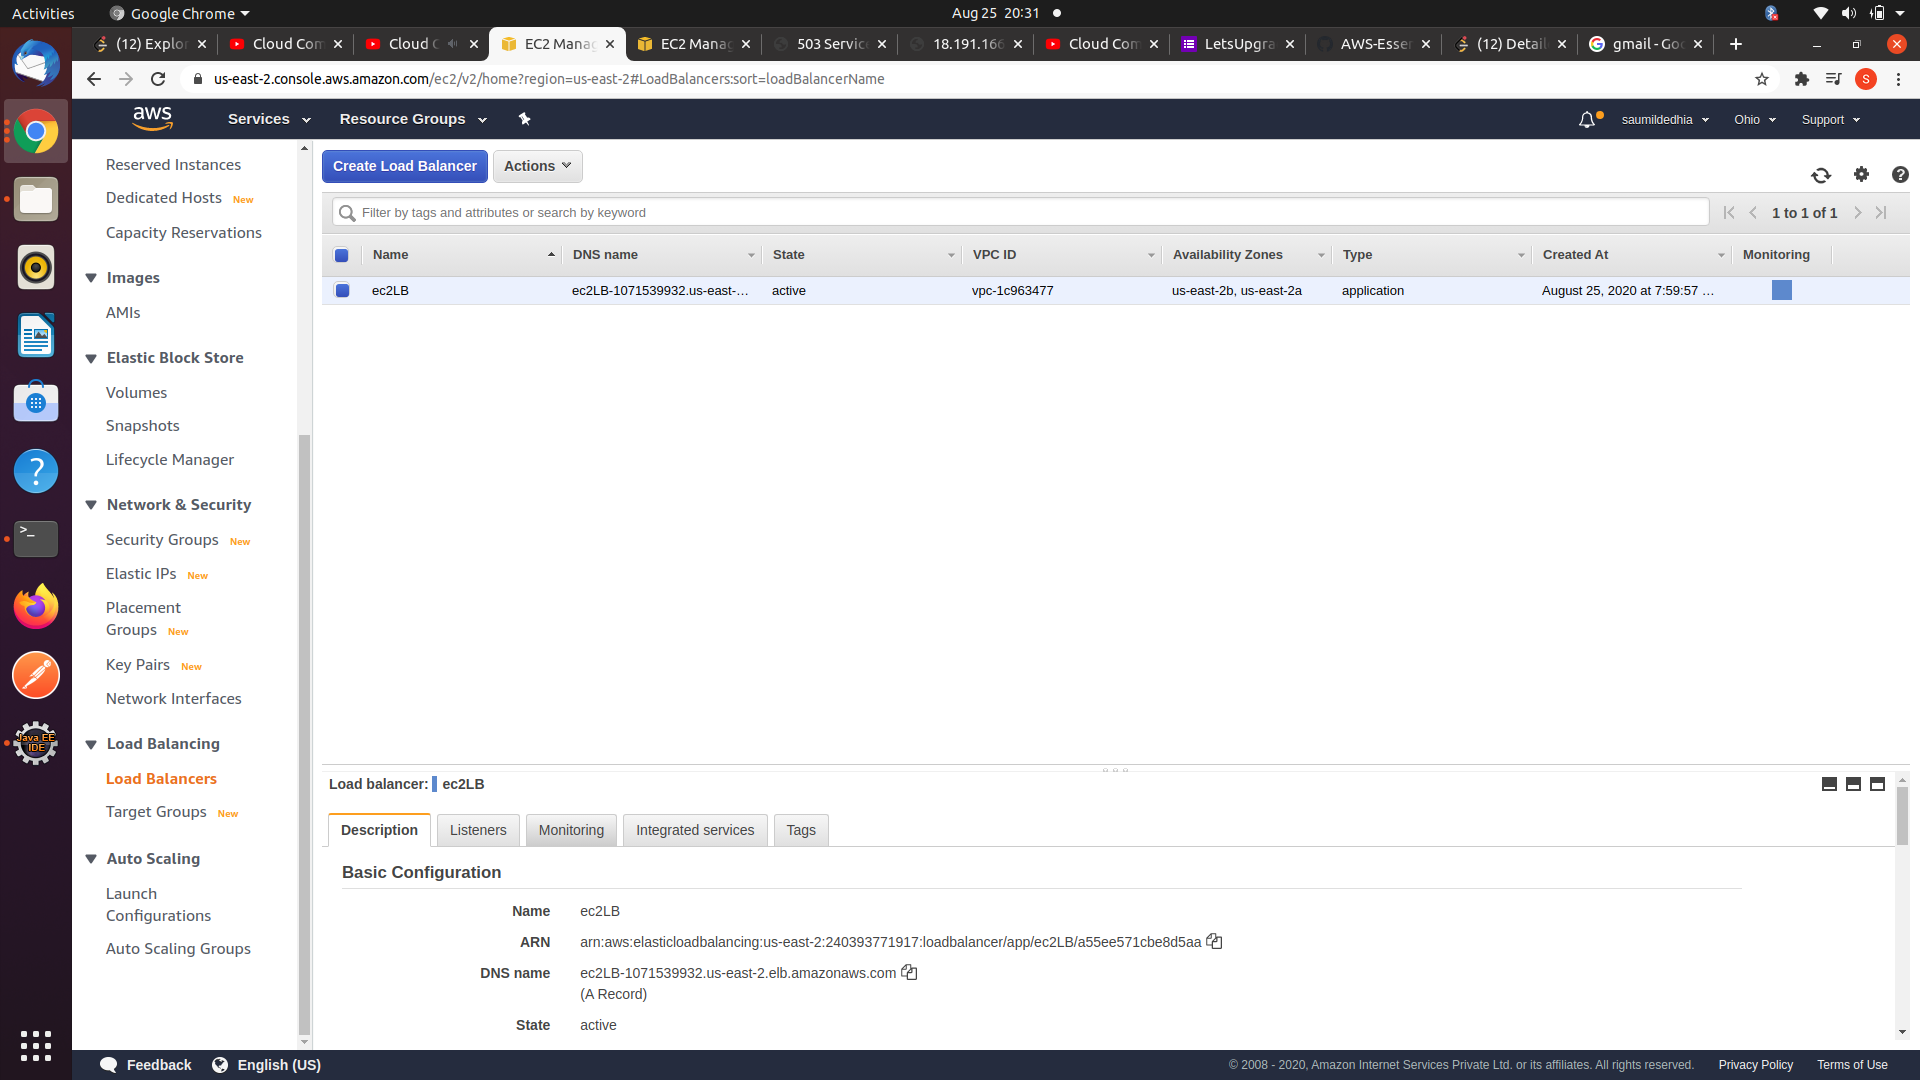 Activities
Google Chrome
Aug 25 20:31
(12) Explor
Cloud Com
Cloud C
EC2 Manag
EC2 Manag
503 Servic
18.191.166
Cloud Com
LetsUpgra
AWS-Essen
(12) Detail
gmail - Goo
us-east-2.console.aws.amazon.com/ec2/v2/home?region=us-east-2#LoadBalancers:sort=loadBalancerName
S
aws
Services
Resource Groups
saumildedhia
Ohio
Support
Reserved Instances
Dedicated Hosts New
Capacity Reservations
Images
AMIs
Elastic Block Store
Volumes
Snapshots
Lifecycle Manager
Network & Security
Security Groups New
Elastic IPs New
Placement
Groups New
Key Pairs New
Network Interfaces
Load Balancing
Load Balancers
Target Groups New
Auto Scaling
Launch
Configurations
Auto Scaling Groups
Java EE
IDE
Create Load Balancer
Actions
Filter by tags and attributes or search by keyword
1 to 1 of 1
Name
DNS name
State
VPC ID
Availability Zones
Type
Created At
Monitoring
ec2LB
ec2LB-1071539932.us-east-…
active
vpc-1c963477
us-east-2b, us-east-2a
application
August 25, 2020 at 7:59:57 …
Load balancer: ec2LB
Description
Listeners
Monitoring
Integrated services
Tags
Basic Configuration
Name ec2LB
ARN arn:aws:elasticloadbalancing:us-east-2:240393771917:loadbalancer/app/ec2LB/a55ee571cbe8d5aa
DNS name ec2LB-1071539932.us-east-2.elb.amazonaws.com
(A Record)
State active
Feedback
English (US)
© 2008 - 2020, Amazon Internet Services Private Ltd. or its affiliates. All rights reserved.
Privacy Policy
Terms of Use